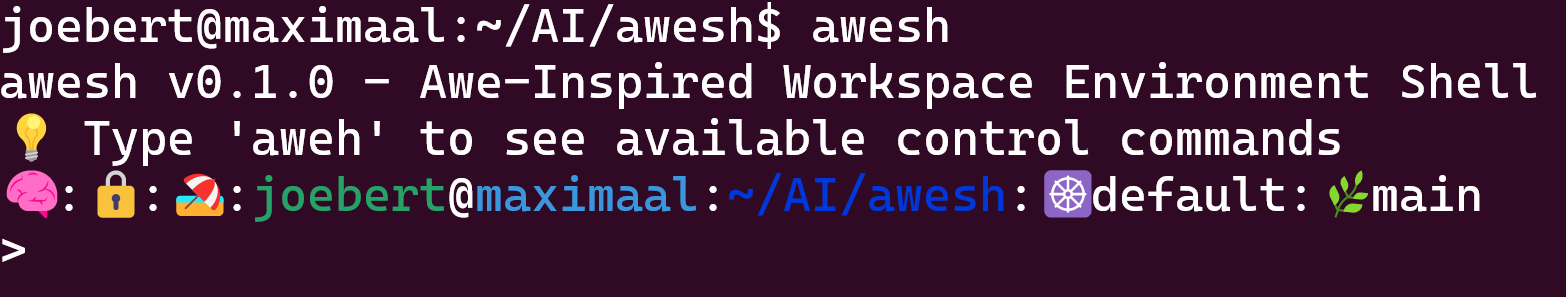 joebert@maximaal:~/AI/awesh$ awesh
awesh v0.1.0 - Awe-Inspired Workspace Environment Shell
💡 Type 'aweh' to see available control commands
🧠:🔒:🏖️:joebert@maximaal:~/AI/awesh:☸️default:🌿main
>